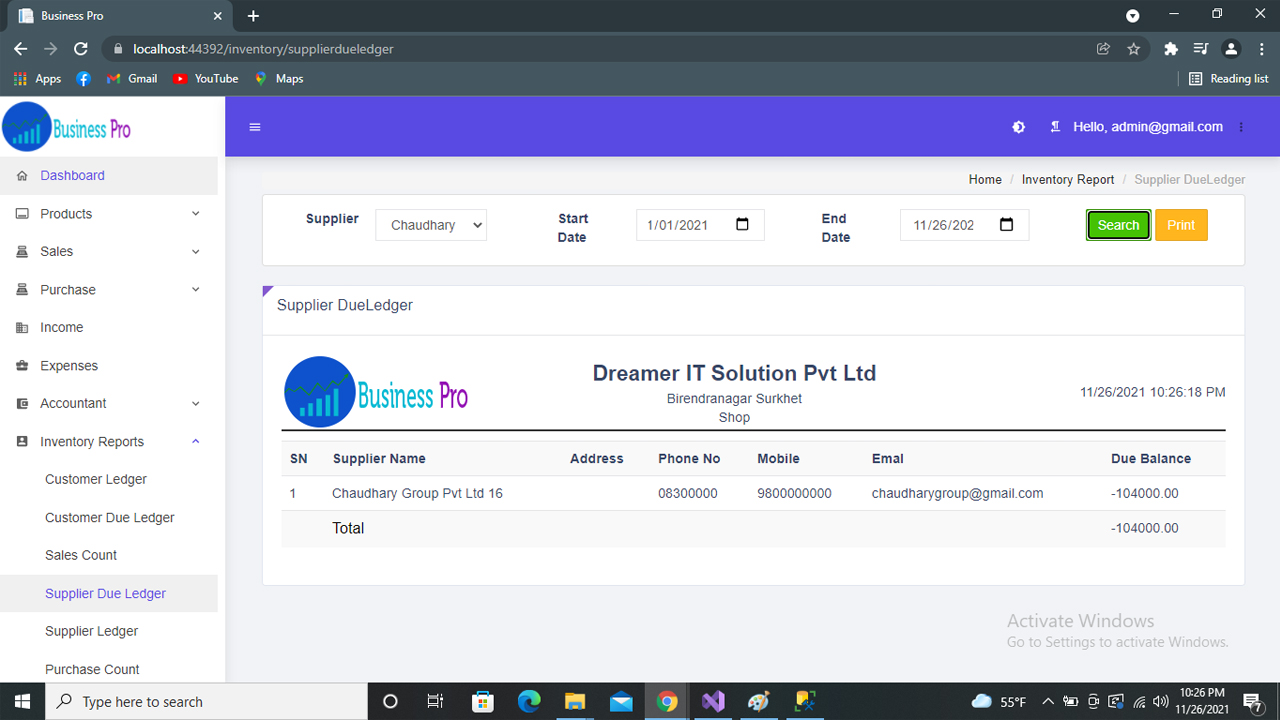 Business Pro
localhost:44392/inventory/supplierdueledger
Apps Gmail YouTube Maps Reading list
Business Pro
Hello, admin@gmail.com
Dashboard
Products
Sales
Purchase
Income
Expenses
Accountant
Inventory Reports
Customer Ledger
Customer Due Ledger
Sales Count
Supplier Due Ledger
Supplier Ledger
Purchase Count
Home / Inventory Report / Supplier DueLedger
Supplier Chaudhary Start Date 1/01/2021 End Date 11/26/202 Search Print
Supplier DueLedger
Business Pro
Dreamer IT Solution Pvt Ltd
Birendranagar Surkhet
Shop
11/26/2021 10:26:18 PM
SN Supplier Name Address Phone No Mobile Emal Due Balance
1 Chaudhary Group Pvt Ltd 16 08300000 9800000000 chaudharygroup@gmail.com -104000.00
Total -104000.00
Activate Windows
Go to Settings to activate Windows.
Type here to search
55°F
10:26 PM
11/26/2021
7